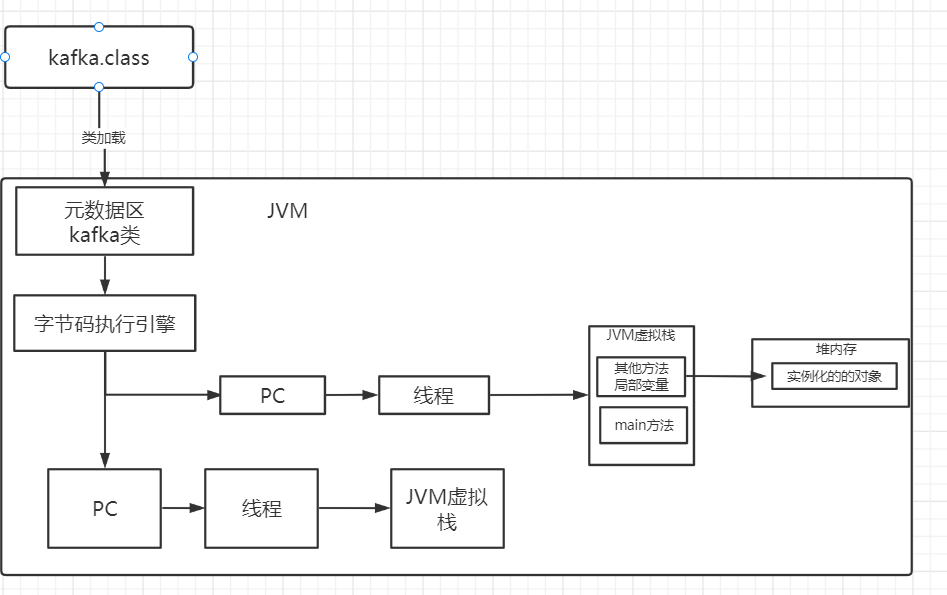 kafka.class
类加载
元数据区
kafka类
JVM
字节码执行引擎
PC
线程
JVM虚拟栈
其他方法
局部变量
main方法
堆内存
实例化的的对象
PC
线程
JVM虚拟
栈